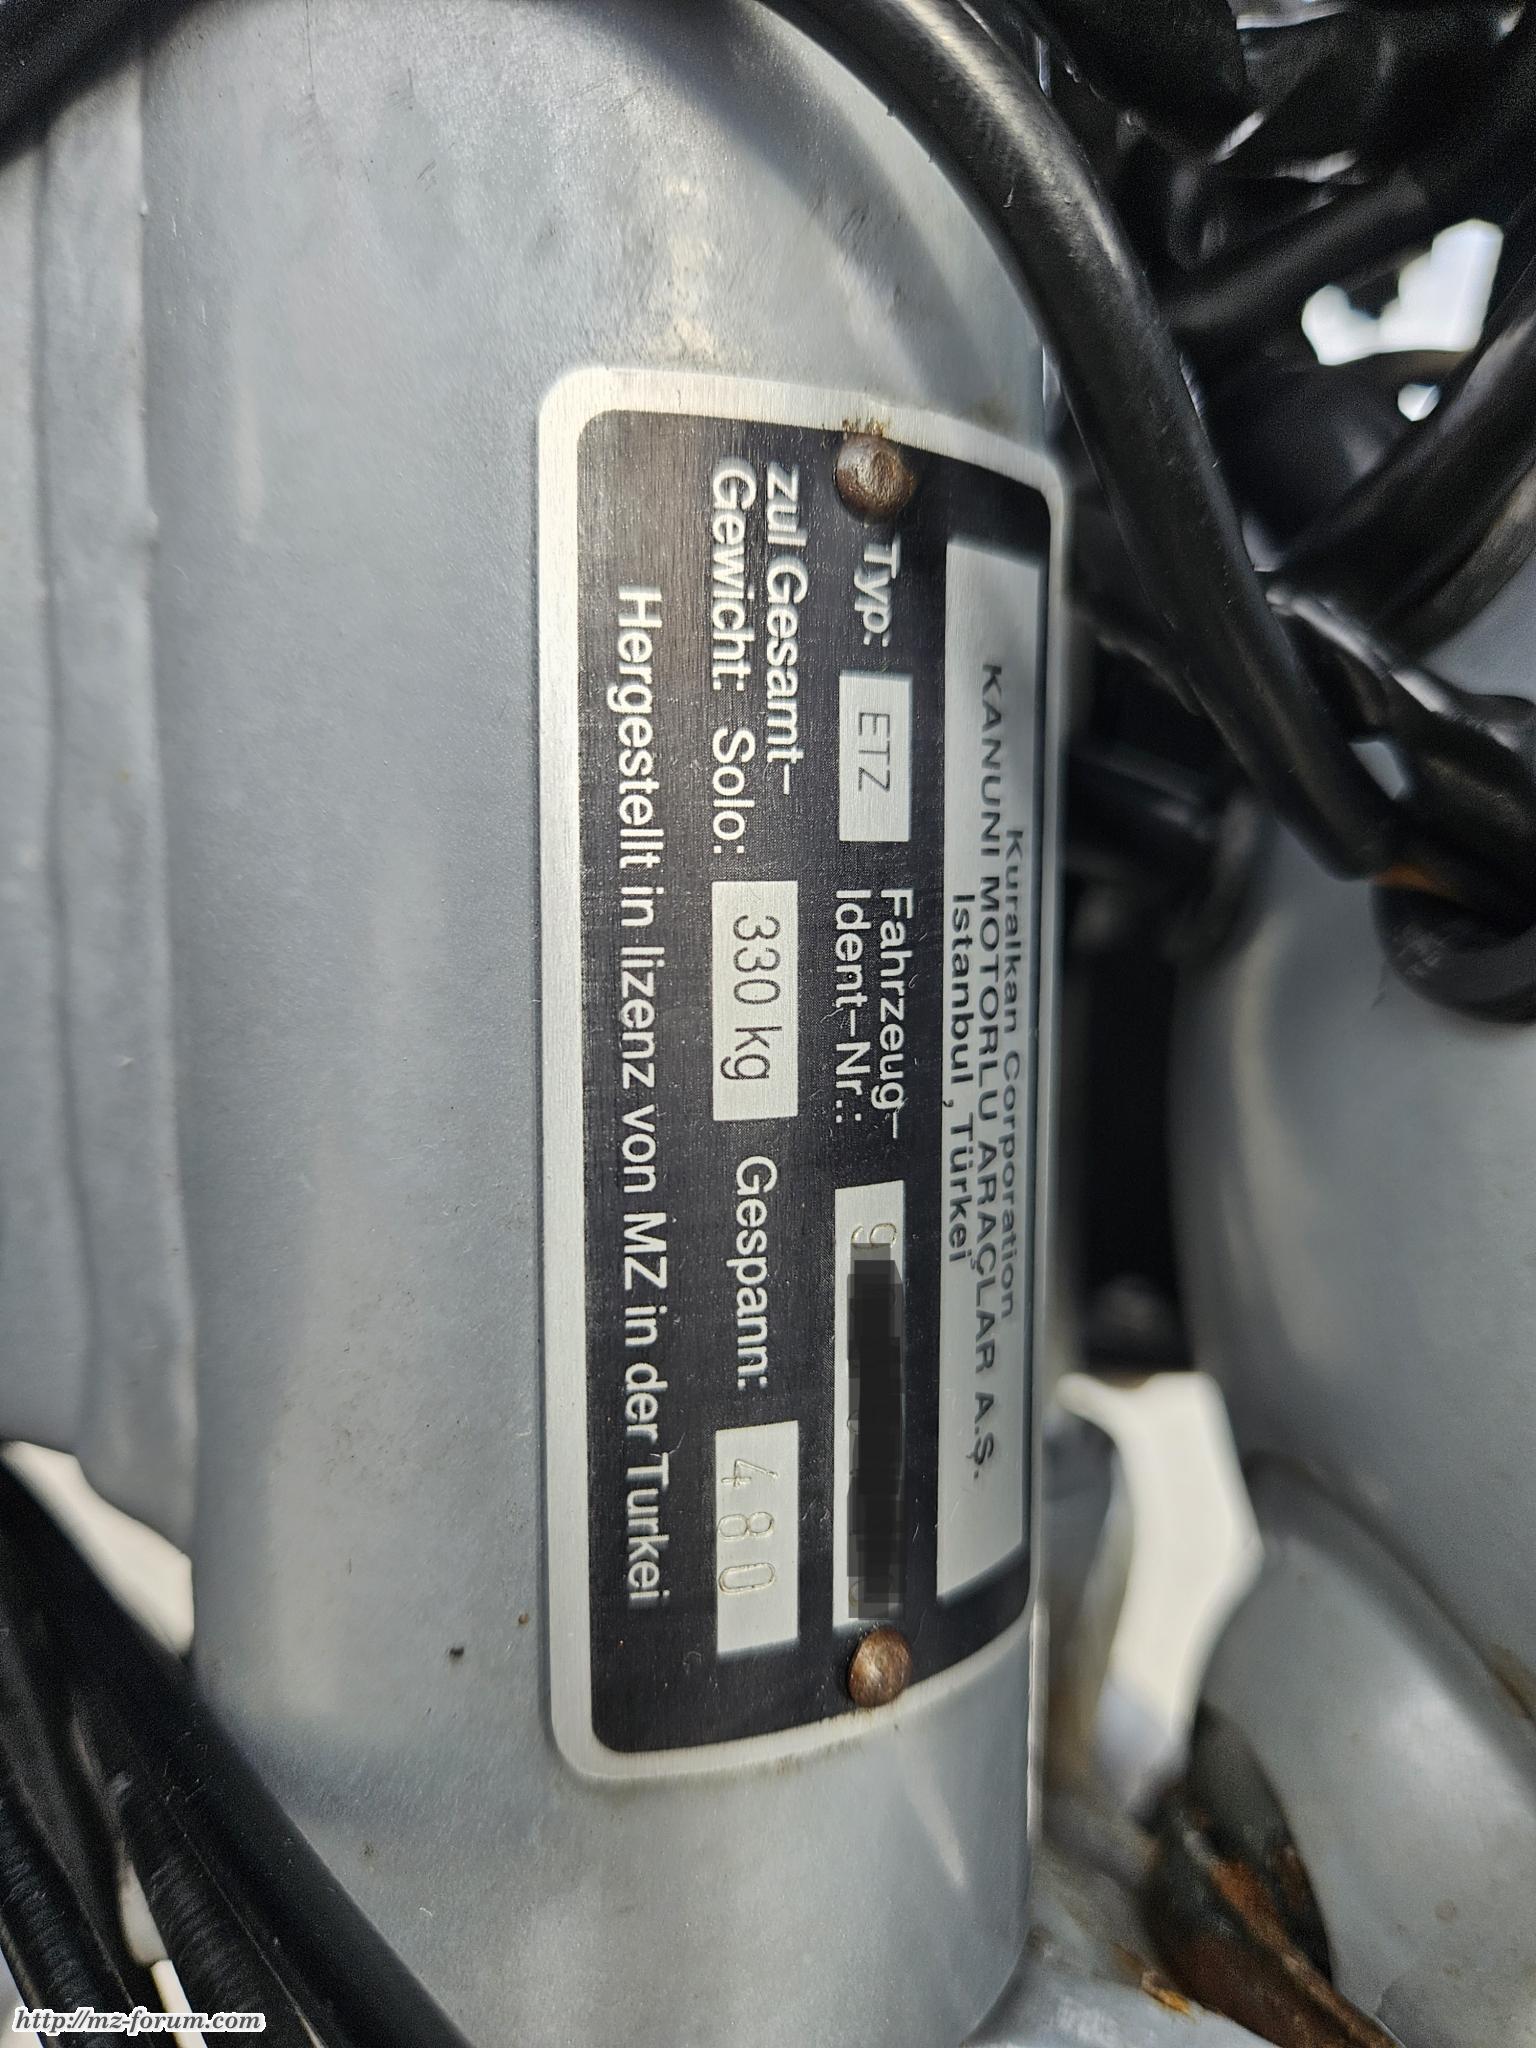 Kuralkan Corporation
KANUNI MOTORLU ARAÇLAR A.Ş.
Istanbul, Türkei
Typ: ETZ Fahrzeug-
Ident-Nr.: 9
zul Gesamt-
Gewicht: Solo: 330 kg Gespann: 480
Hergestellt in lizenz von MZ in der Turkei
http://mz-forum.com